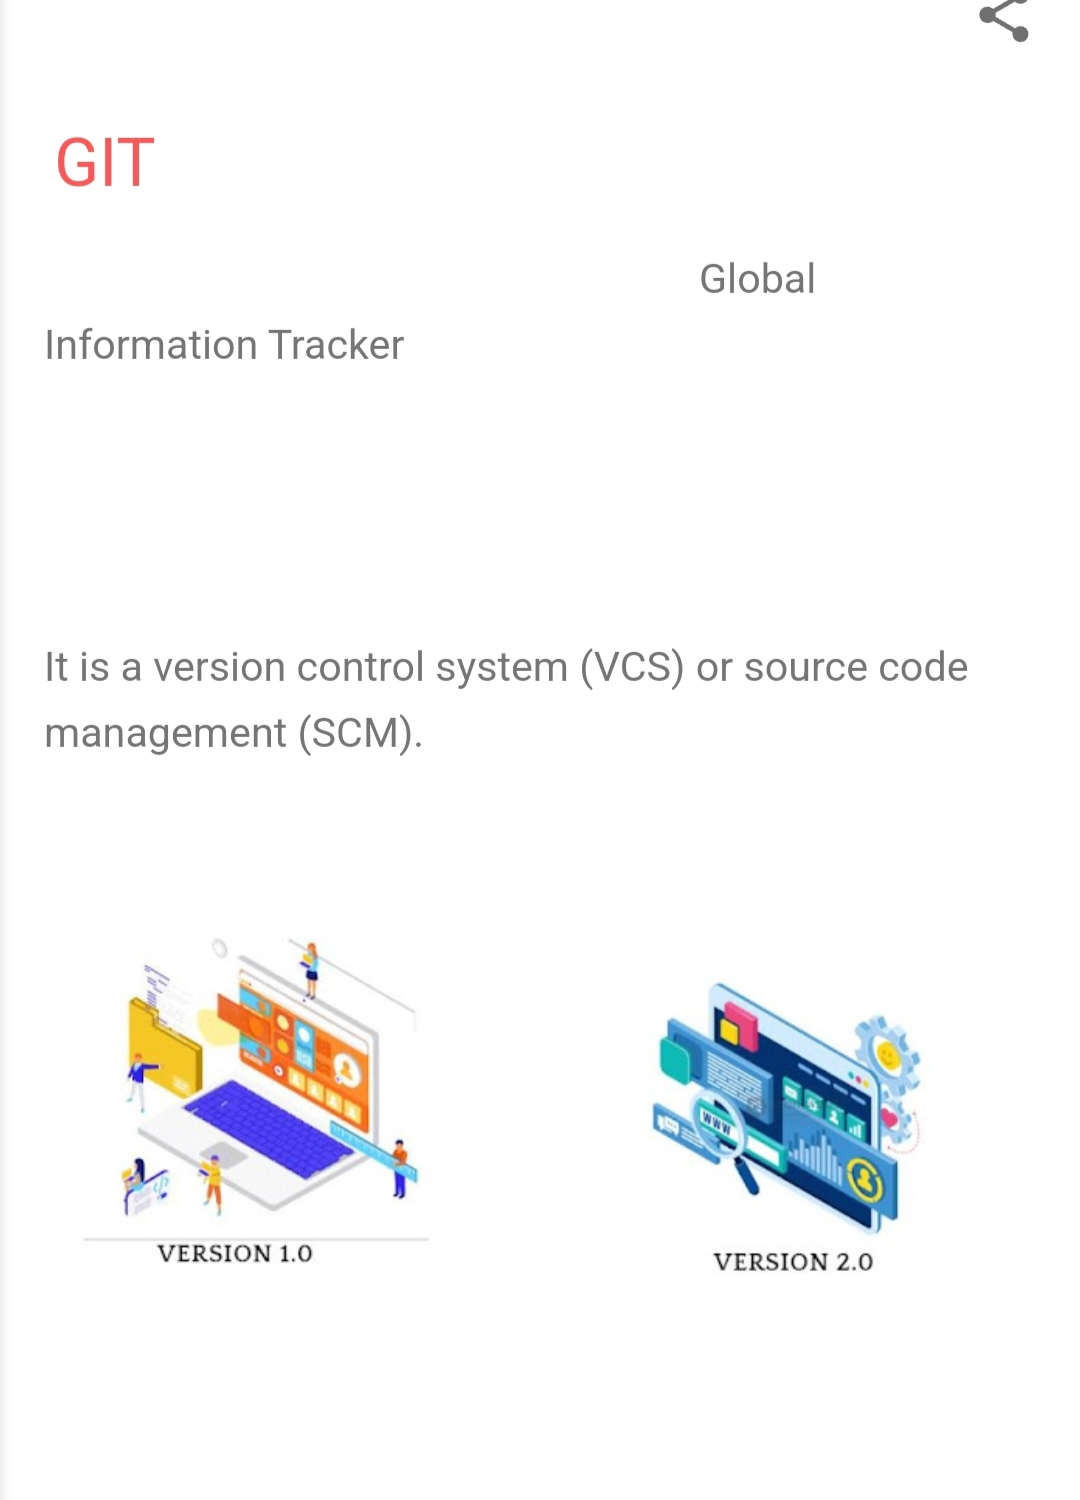 GIT
Global
Information Tracker
It is a version control system (VCS) or source code
management (SCM).
WWW
VERSION 1.0
VERSION 2.0